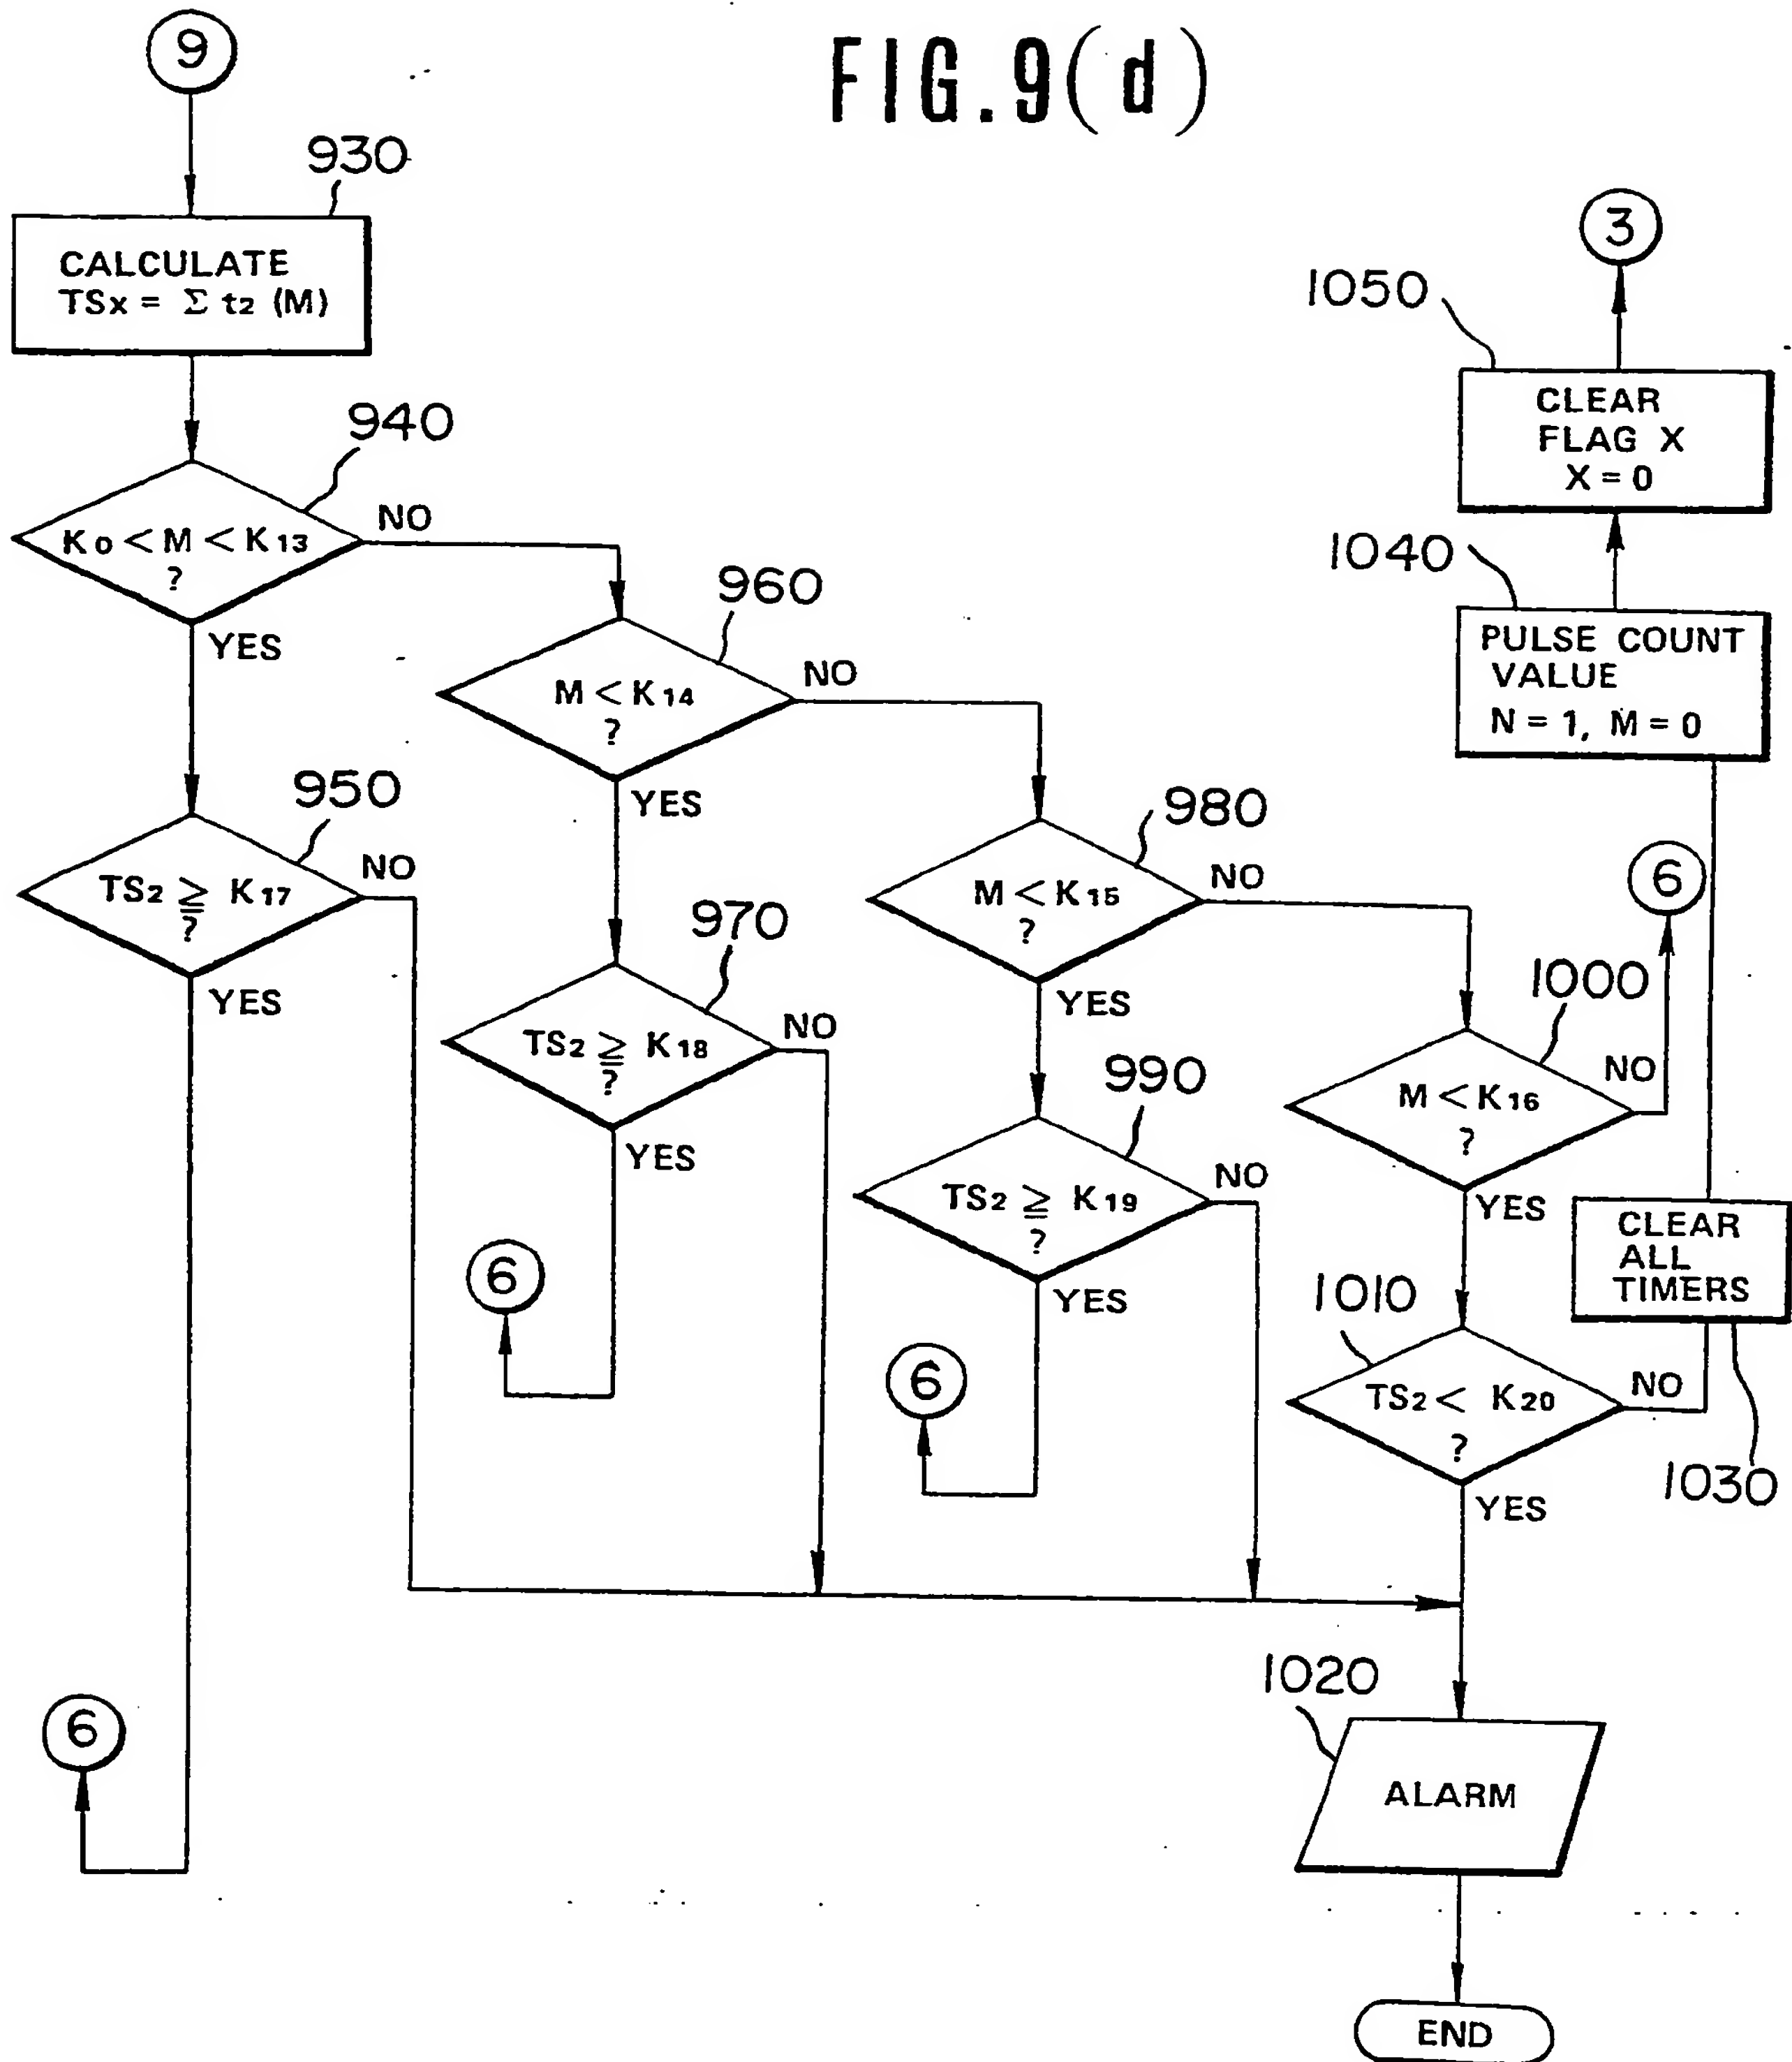 FIG.9(d)
9
930
CALCULATE
TSx = Σ t2 (M)
940
K0 < M < K13
?
NO
YES
950
TS2 ≧ K17
?
NO
YES
6
960
M < K14
?
NO
YES
970
TS2 ≧ K18
?
NO
YES
6
980
M < K15
?
NO
YES
990
TS2 ≧ K19
?
NO
YES
6
1000
M < K16
?
NO
6
YES
1010
TS2 < K20
?
NO
YES
1030
CLEAR
ALL
TIMERS
1040
PULSE COUNT
VALUE
N = 1, M = 0
1050
CLEAR
FLAG X
X = 0
3
1020
ALARM
END